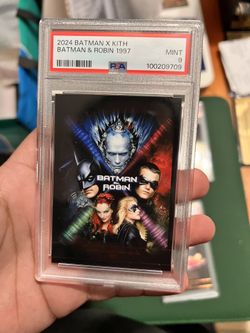 2024 BATMAN X KITH
BATMAN & ROBIN 1997
MINT
9
PSA
100209709
BATMAN
&
ROBIN